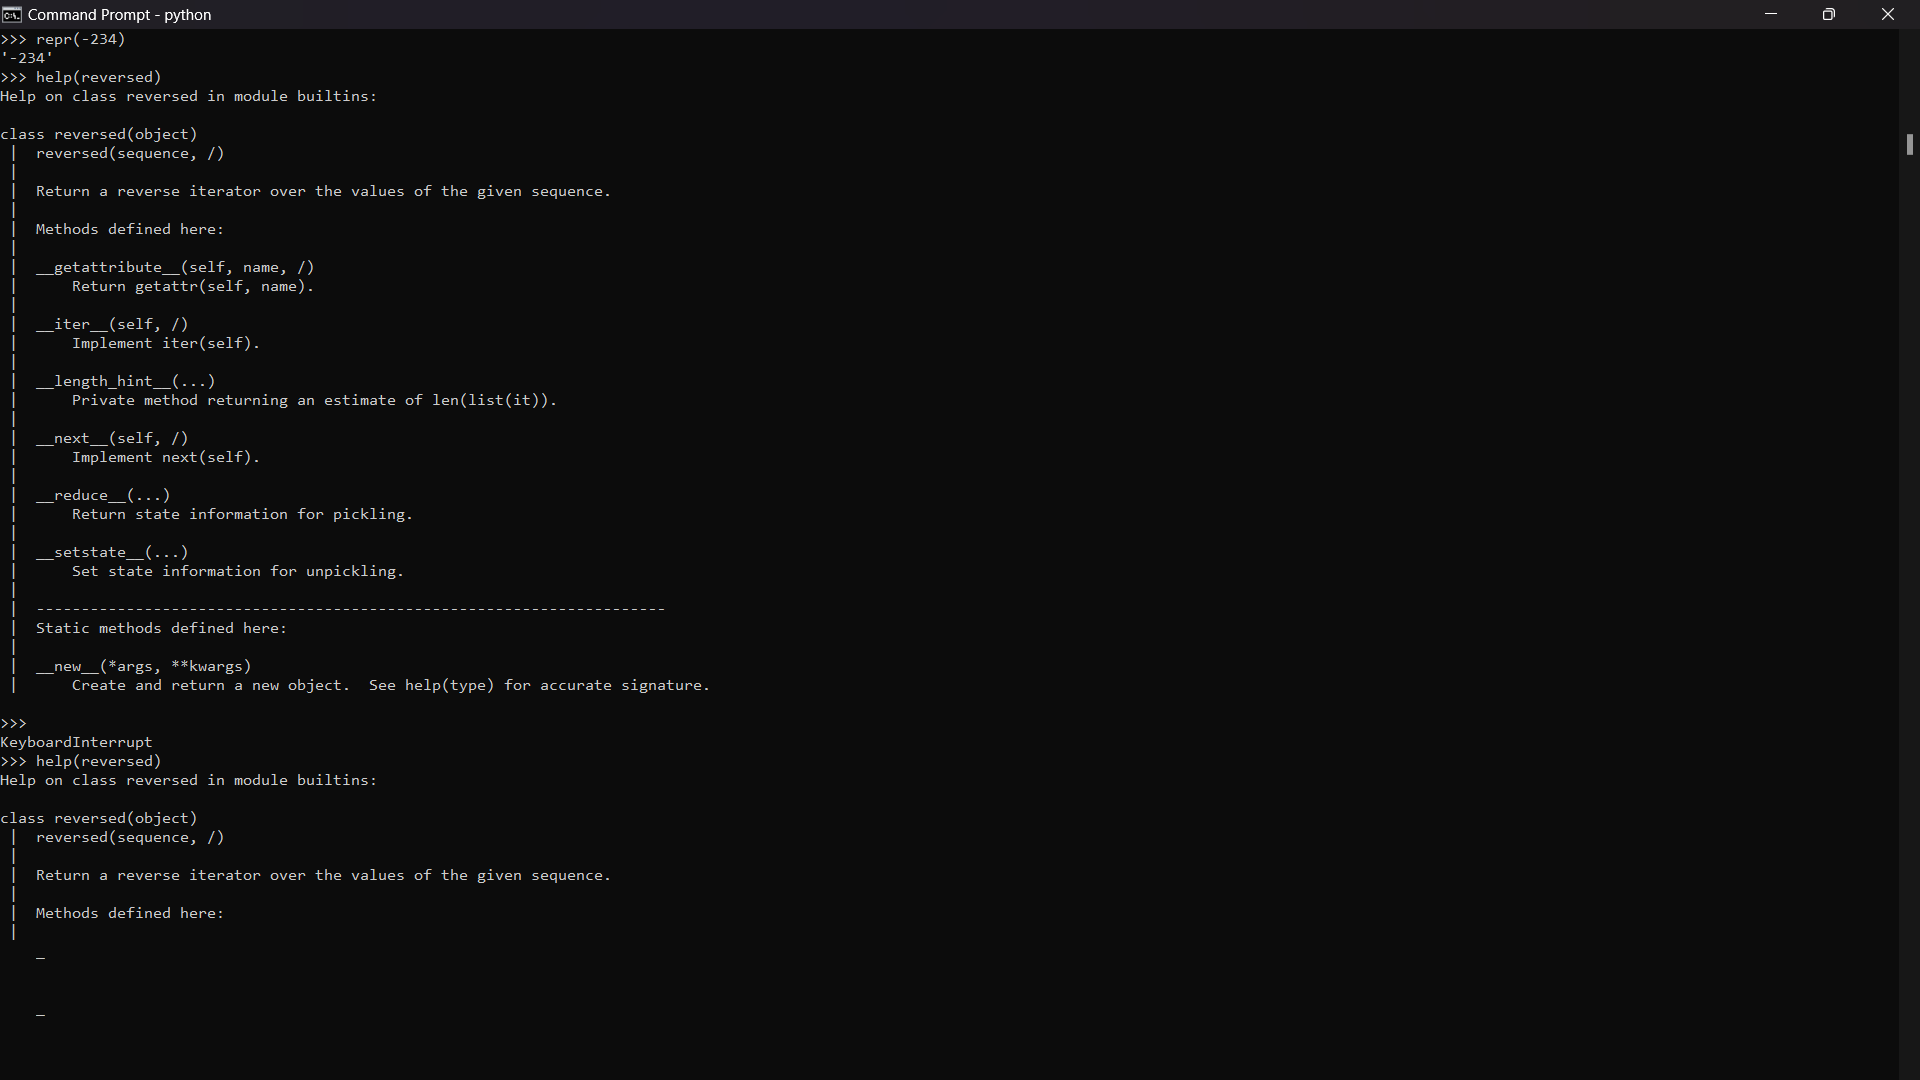 Command Prompt - python
>>> repr(-234)
'-234'
>>> help(reversed)
Help on class reversed in module builtins:

class reversed(object)
 |  reversed(sequence, /)
 |
 |  Return a reverse iterator over the values of the given sequence.
 |
 |  Methods defined here:
 |
 |  __getattribute__(self, name, /)
 |      Return getattr(self, name).
 |
 |  __iter__(self, /)
 |      Implement iter(self).
 |
 |  __length_hint__(...)
 |      Private method returning an estimate of len(list(it)).
 |
 |  __next__(self, /)
 |      Implement next(self).
 |
 |  __reduce__(...)
 |      Return state information for pickling.
 |
 |  __setstate__(...)
 |      Set state information for unpickling.
 |
 |  ----------------------------------------------------------------------
 |  Static methods defined here:
 |
 |  __new__(*args, **kwargs)
 |      Create and return a new object.  See help(type) for accurate signature.

>>>
KeyboardInterrupt
>>> help(reversed)
Help on class reversed in module builtins:

class reversed(object)
 |  reversed(sequence, /)
 |
 |  Return a reverse iterator over the values of the given sequence.
 |
 |  Methods defined here:
 |
    _
    _